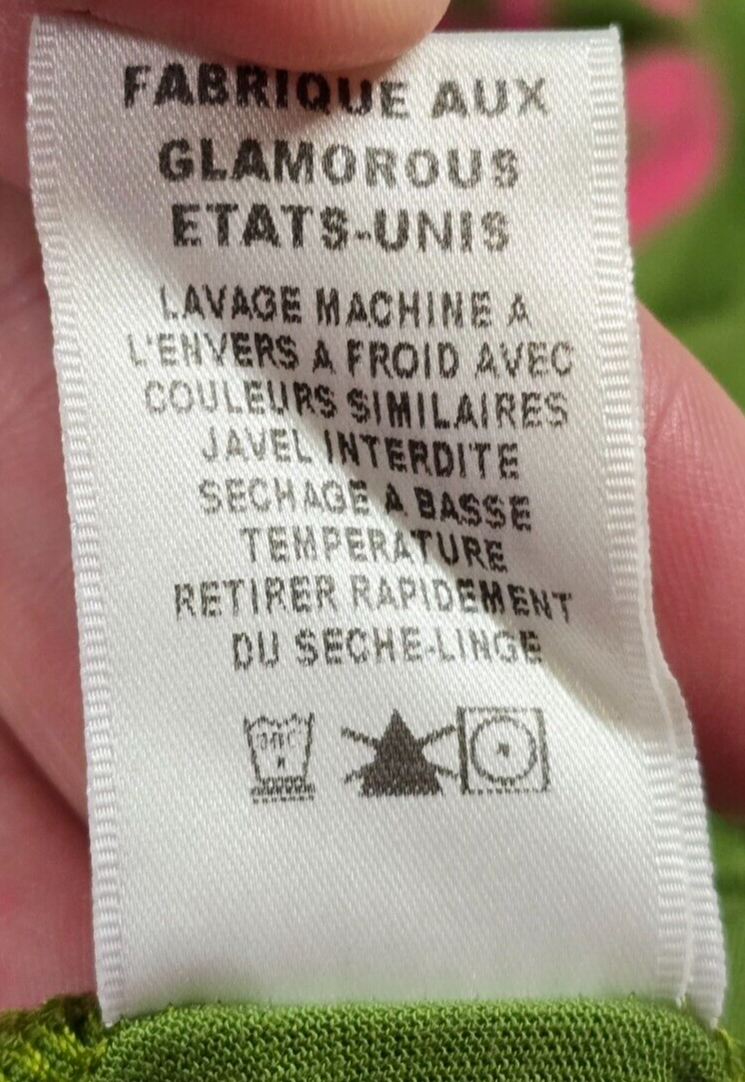 FABRIQUE AUX
GLAMOROUS
ETATS-UNIS
LAVAGE MACHINE A
L'ENVERS A FROID AVEC
COULEURS SIMILAIRES
JAVEL INTERDITE
SECHAGE A BASSE
TEMPERATURE
RETIRER RAPIDEMENT
DU SECHE-LINGE